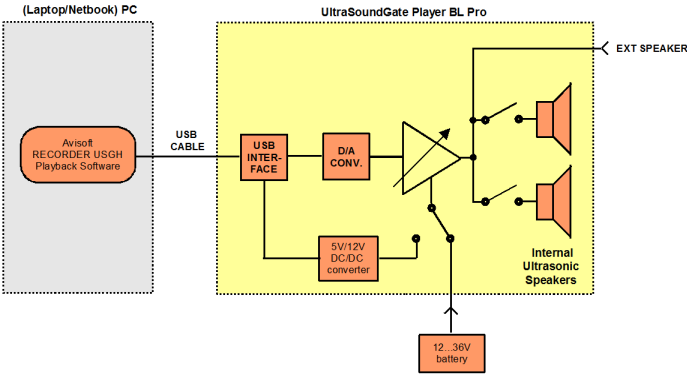 (Laptop/Netbook) PC
UltraSoundGate Player BL Pro
EXT SPEAKER
Avisoft
RECORDER USGH
Playback Software
USB
CABLE
USB
INTER-
FACE
D/A
CONV.
5V/12V
DC/DC
converter
Internal
Ultrasonic
Speakers
12...36V
battery